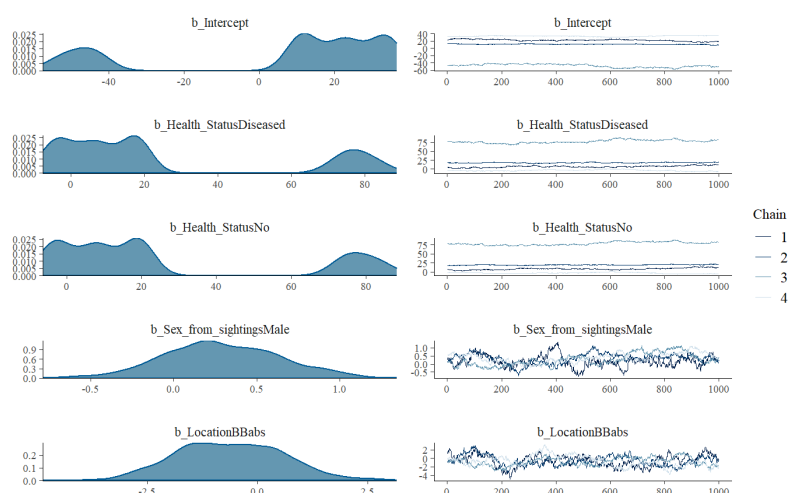 b_Intercept
0.025
0.020
0.015
0.010
0.005
0.000
-40 -20 0 20
b_Intercept
40
20
0
-20
-40
-60
0 200 400 600 800 1000
b_Health_StatusDiseased
0.025
0.020
0.015
0.010
0.005
0.000
0 20 40 60 80
b_Health_StatusDiseased
75
50
25
0
0 200 400 600 800 1000
b_Health_StatusNo
0.025
0.020
0.015
0.010
0.005
0.000
0 20 40 60 80
b_Health_StatusNo
75
50
25
0
0 200 400 600 800 1000
b_Sex_from_sightingsMale
0.9
0.6
0.3
0.0
-0.5 0.0 0.5 1.0
b_Sex_from_sightingsMale
1.0
0.5
0.0
-0.5
0 200 400 600 800 1000
b_LocationBBabs
0.2
0.1
0.0
-2.5 0.0 2.5
b_LocationBBabs
2
0
-2
-4
0 200 400 600 800 1000
Chain
1
2
3
4